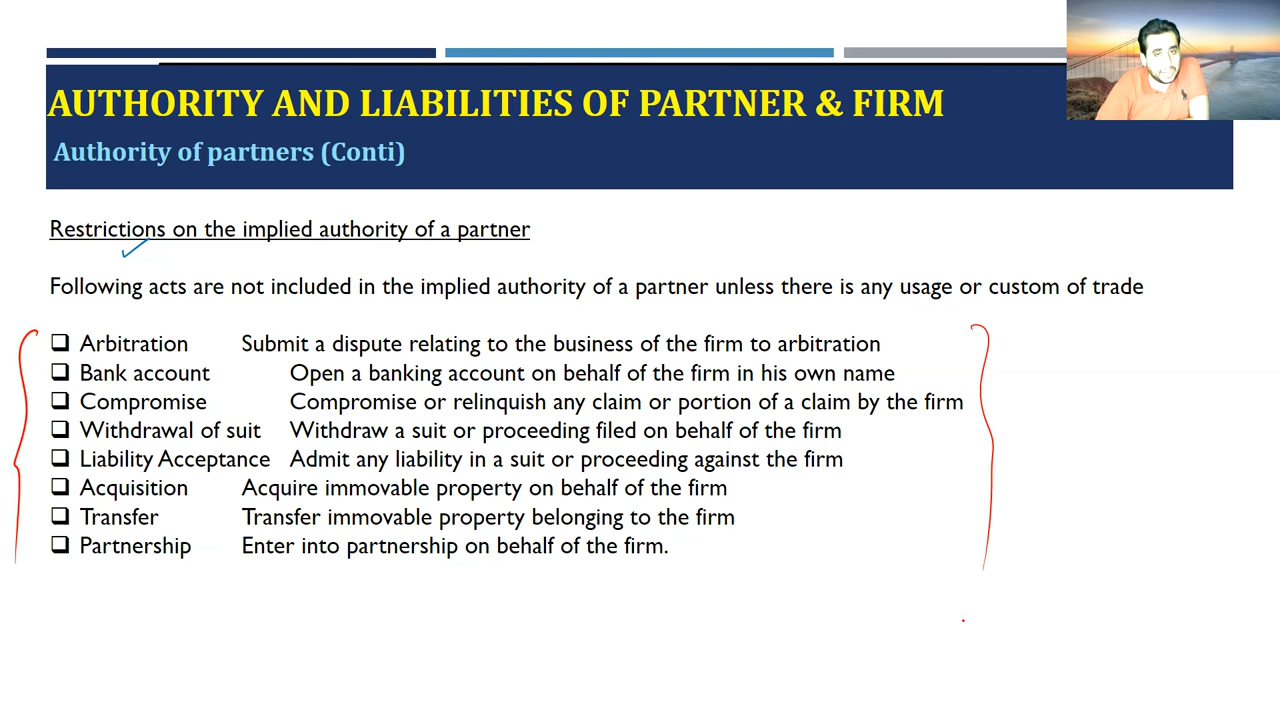 AUTHORITY AND LIABILITIES OF PARTNER & FIRM
Authority of partners (Conti)
Restrictions on the implied authority of a partner
Following acts are not included in the implied authority of a partner unless there is any usage or custom of trade
Arbitration Submit a dispute relating to the business of the firm to arbitration
Bank account Open a banking account on behalf of the firm in his own name
Compromise Compromise or relinquish any claim or portion of a claim by the firm
Withdrawal of suit Withdraw a suit or proceeding filed on behalf of the firm
Liability Acceptance Admit any liability in a suit or proceeding against the firm
Acquisition Acquire immovable property on behalf of the firm
Transfer Transfer immovable property belonging to the firm
Partnership Enter into partnership on behalf of the firm.